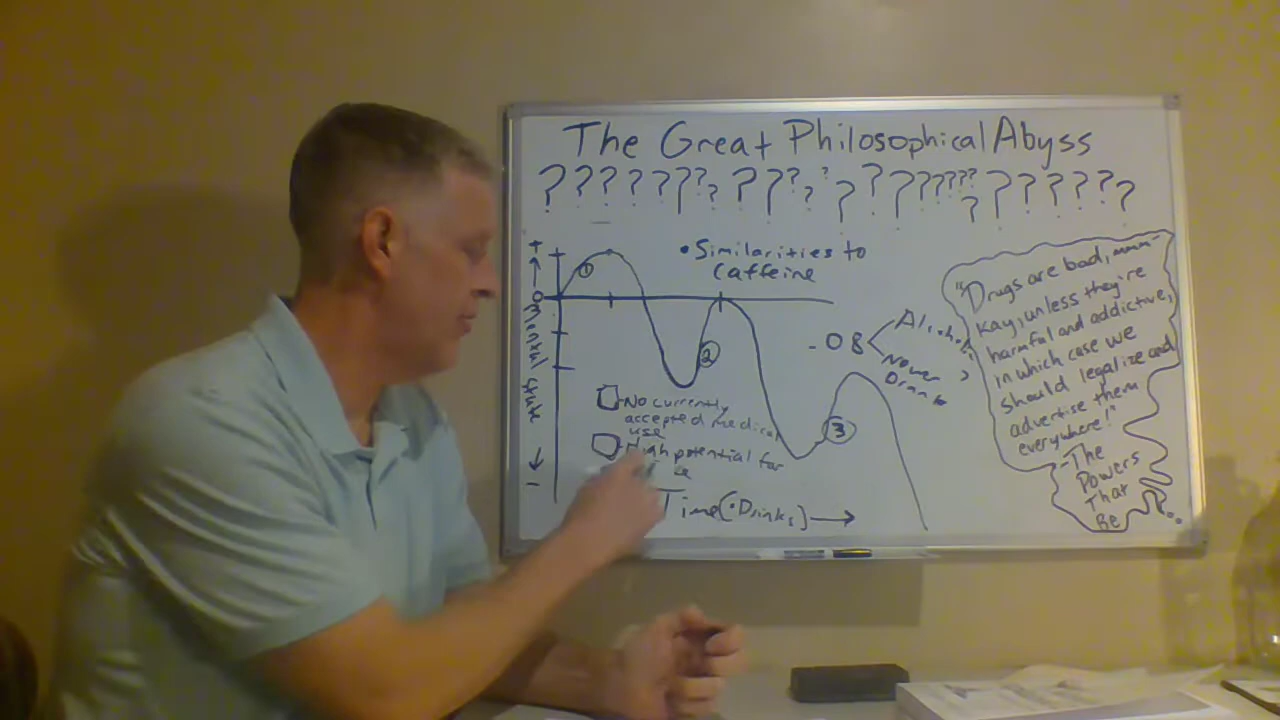 The Great Philosophical Abyss
? ? ? ? ? ? ? ? ? ? ? ? ? ? ? ? ? ? ? ? ? ? ? ? ? ?
• Similarities to
Caffeine
+
0
Mental State
-
1
2
3
.08
Alcohol
Never
Drank
No currently
accepted medical
use
High potential for
Time (• Drinks)
"Drugs are bad, mmm-
kay, unless they're
harmful and addictive,
in which case we
should legalize and
advertise them
everywhere!"
-The
Powers
That
Be